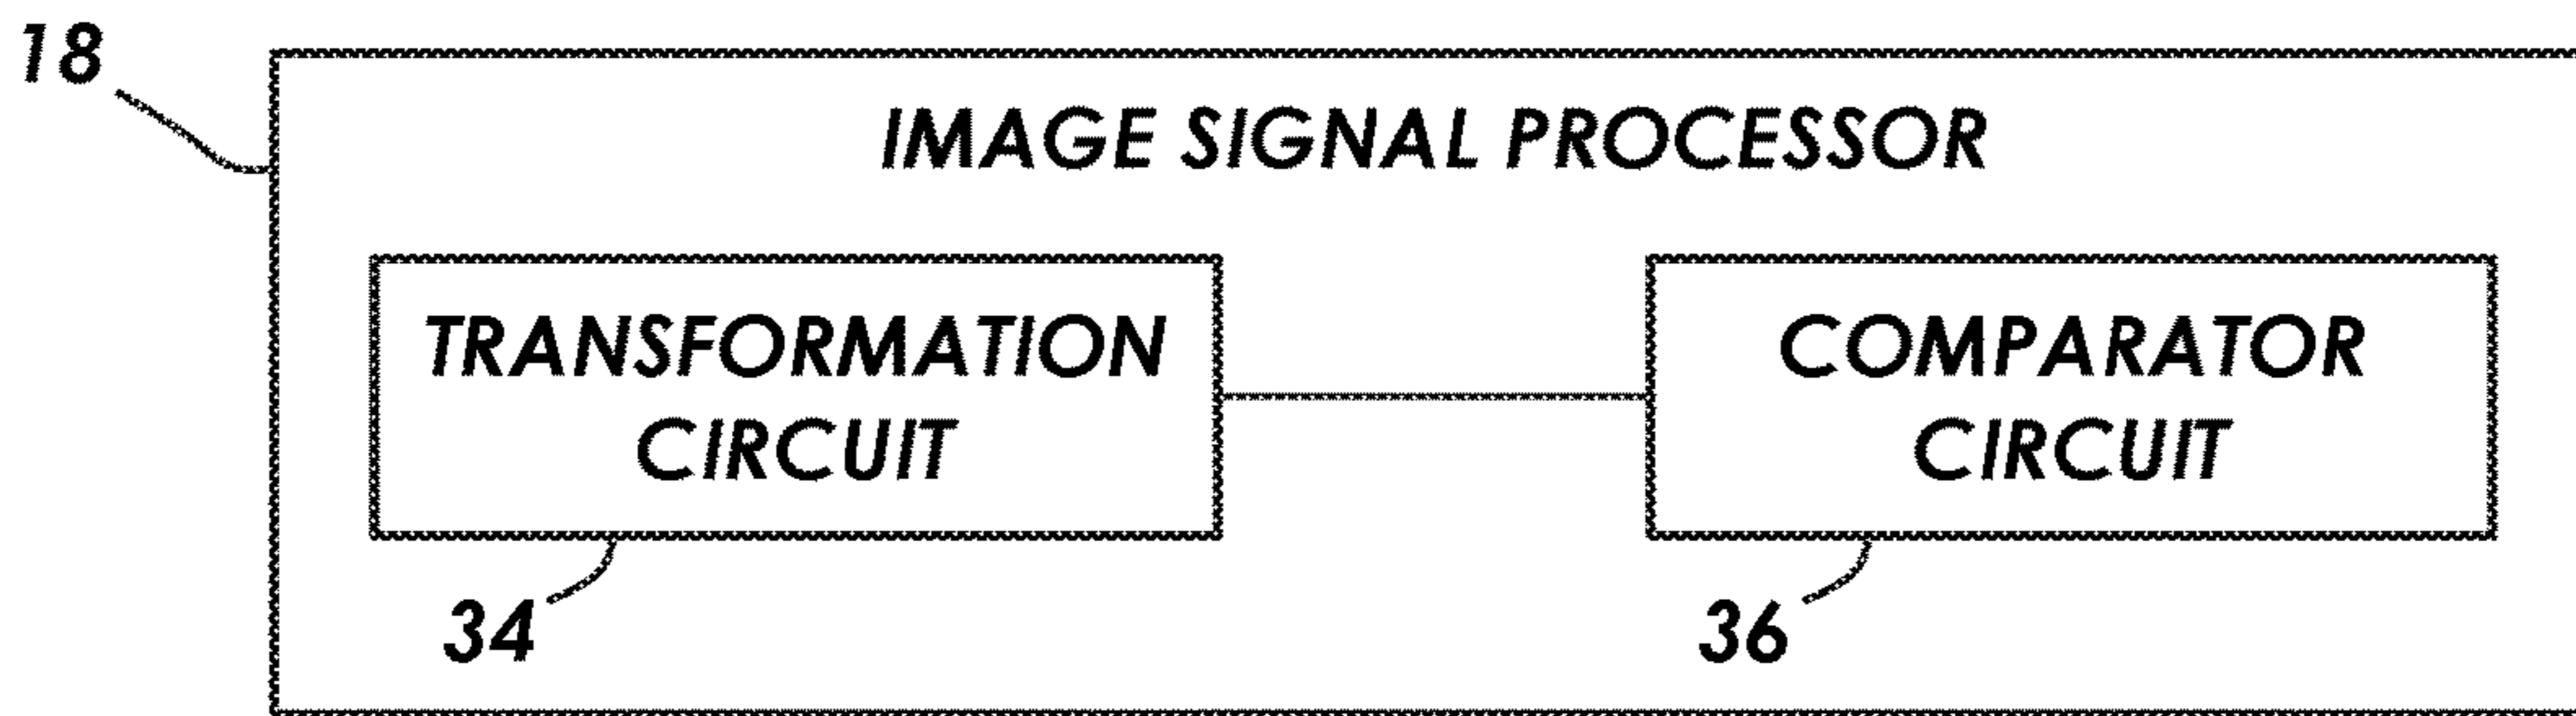 18
IMAGE SIGNAL PROCESSOR
TRANSFORMATION
CIRCUIT
COMPARATOR
CIRCUIT
34
36